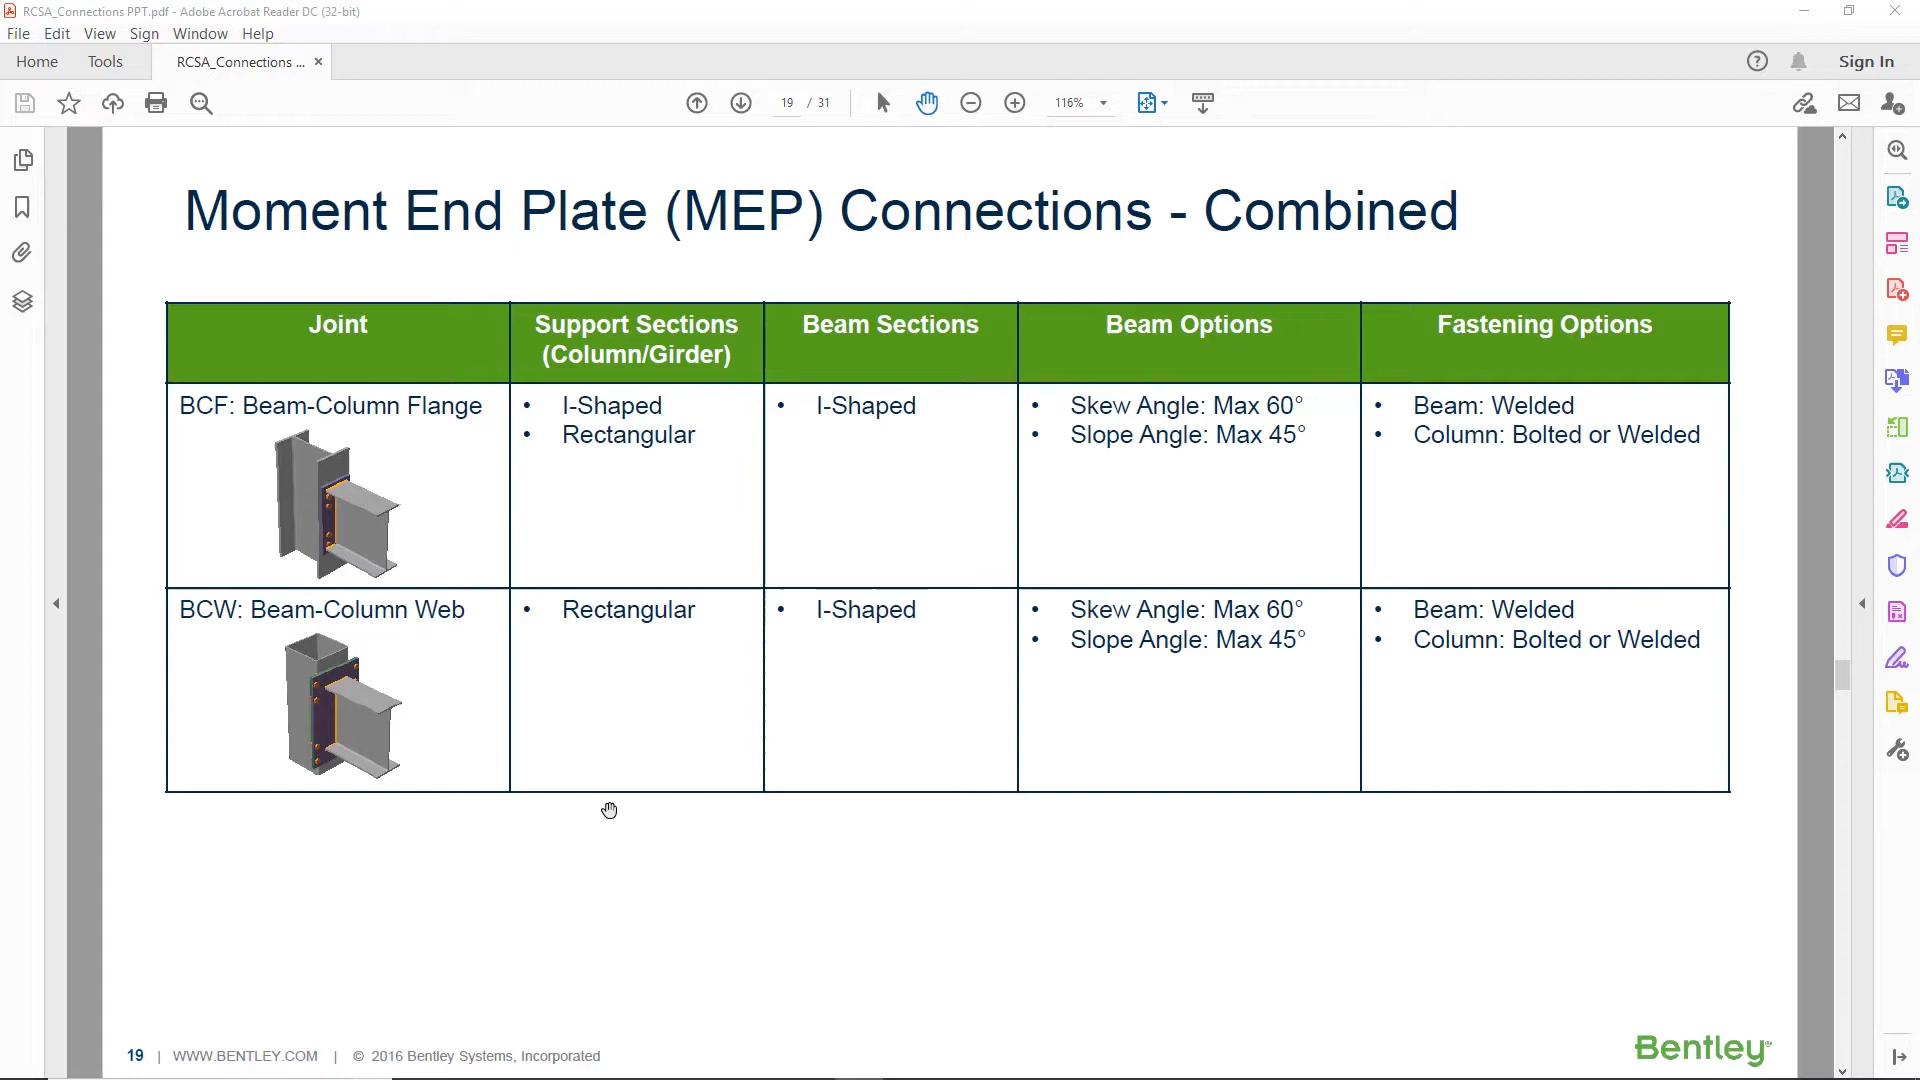 RCSA_Connections PPT.pdf - Adobe Acrobat Reader DC (32-bit)
File Edit View Sign Window Help
Home Tools RCSA_Connections ... × Sign In
19 / 31 116%
Moment End Plate (MEP) Connections - Combined
Joint
Support Sections
(Column/Girder)
Beam Sections
Beam Options
Fastening Options
BCF: Beam-Column Flange
• I-Shaped
• Rectangular
• I-Shaped
• Skew Angle: Max 60°
• Slope Angle: Max 45°
• Beam: Welded
• Column: Bolted or Welded
BCW: Beam-Column Web
• Rectangular
• I-Shaped
• Skew Angle: Max 60°
• Slope Angle: Max 45°
• Beam: Welded
• Column: Bolted or Welded
19 | WWW.BENTLEY.COM | © 2016 Bentley Systems, Incorporated
Bentley®